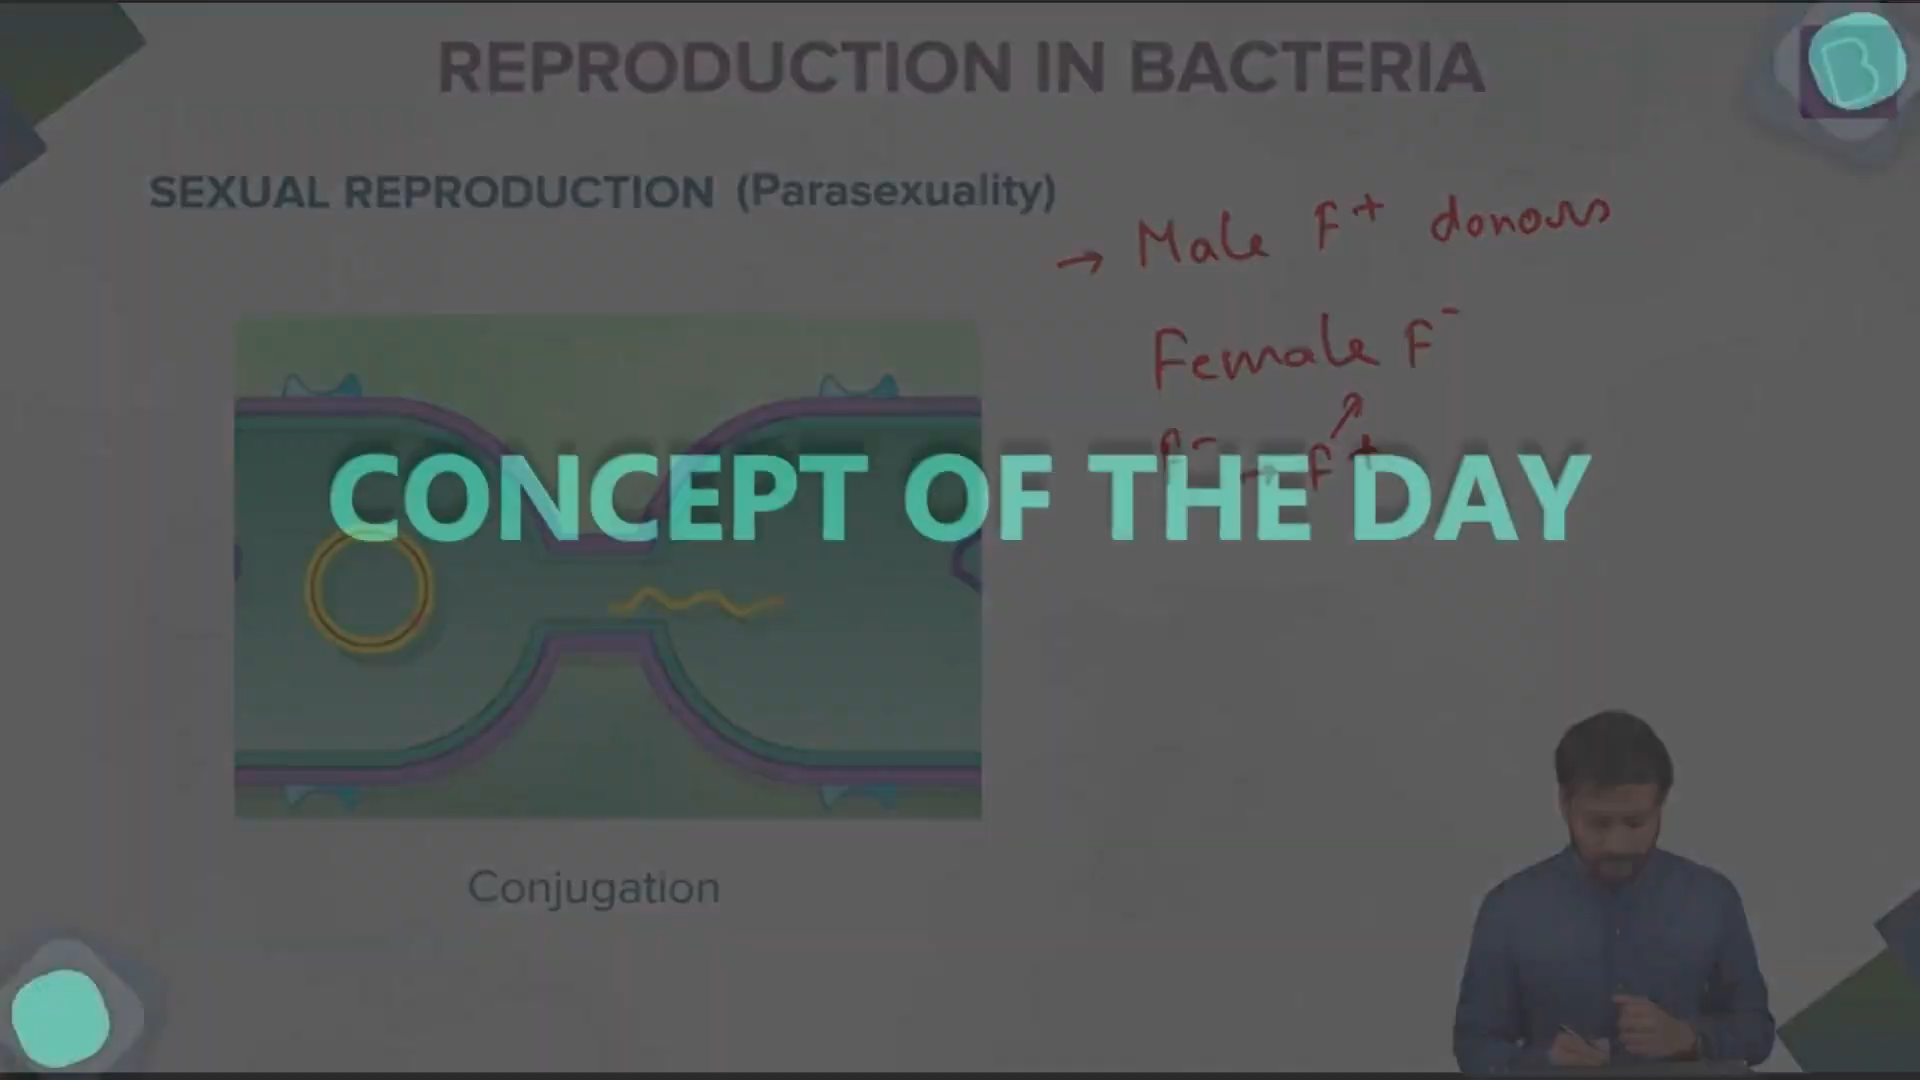 REPRODUCTION IN BACTERIA
B
SEXUAL REPRODUCTION (Parasexuality)
→ Male F+ donors
Female F-
F- → F+
CONCEPT OF THE DAY
Conjugation